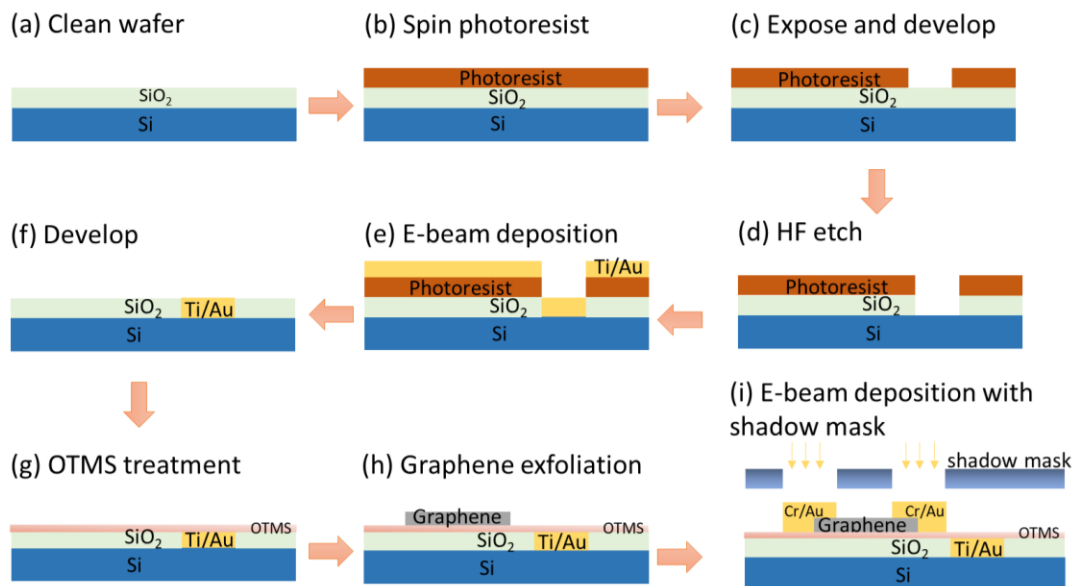 (a) Clean wafer
SiO₂
Si
(b) Spin photoresist
Photoresist
SiO₂
Si
(c) Expose and develop
Photoresist
SiO₂
Si
(f) Develop
SiO₂ Ti/Au
Si
(e) E-beam deposition
Ti/Au
Photoresist
SiO₂
Si
(d) HF etch
Photoresist
SiO₂
Si
(g) OTMS treatment
OTMS
SiO₂ Ti/Au
Si
(h) Graphene exfoliation
Graphene
OTMS
SiO₂ Ti/Au
Si
(i) E-beam deposition with
shadow mask
shadow mask
Cr/Au Cr/Au
Graphene
OTMS
SiO₂ Ti/Au
Si